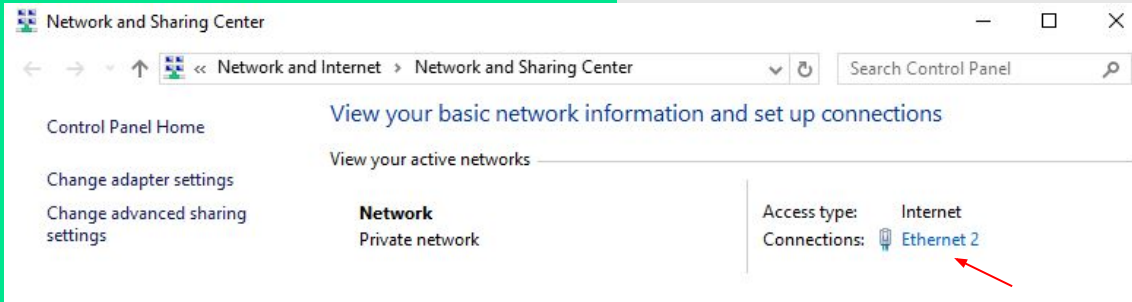 Network and Sharing Center
« Network and Internet > Network and Sharing Center
Search Control Panel
Control Panel Home
Change adapter settings
Change advanced sharing
settings
View your basic network information and set up connections
View your active networks
Network
Private network
Access type: Internet
Connections: Ethernet 2